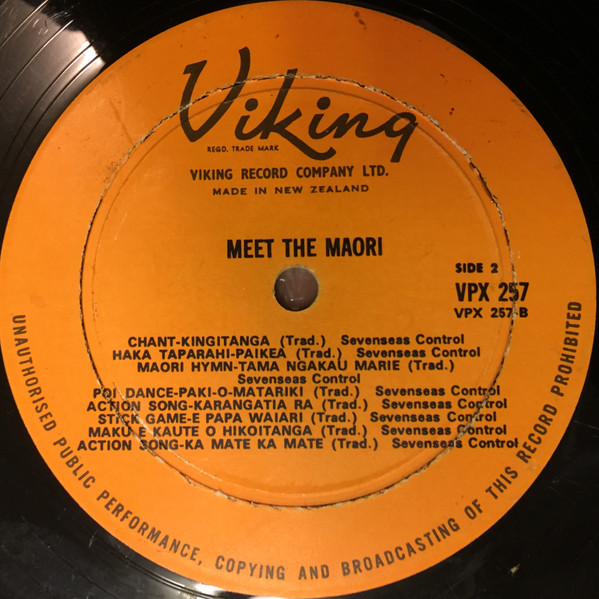 Viking
REGD. TRADE MARK
VIKING RECORD COMPANY LTD.
MADE IN NEW ZEALAND
MEET THE MAORI
SIDE 2
VPX 257
VPX 257-B
CHANT-KINGITANGA (Trad.) Sevenseas Control
HAKA TAPARAHI-PAIKEA (Trad.) Sevenseas Control
MAORI HYMN-TAMA NGAKAU MARIE (Trad.)
Sevenseas Control
POI DANCE-PAKI-O-MATARIKI (Trad.) Sevenseas Control
ACTION SONG-KARANGATIA RA (Trad.) Sevenseas Control
STICK GAME-E PAPA WAIARI (Trad.) Sevenseas Control
MAKU E KAUTE O HIKOITANGA (Trad.) Sevenseas Control
ACTION SONG-KA MATE KA MATE (Trad.) Sevenseas Control
UNAUTHORISED PUBLIC PERFORMANCE, COPYING AND BROADCASTING OF THIS RECORD PROHIBITED